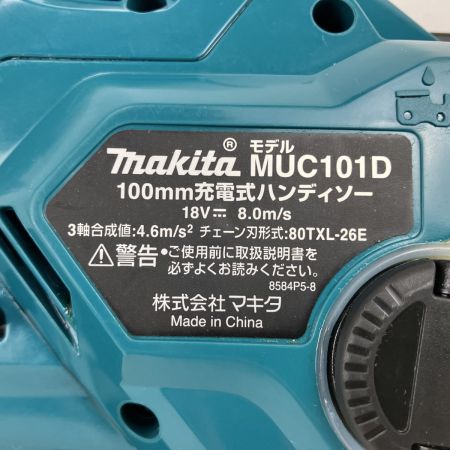 makita® モデル MUC101D
100mm充電式ハンディソー
18V⎓ 8.0m/s
3軸合成値:4.6m/s² チェーン刃形式:80TXL-26E
⚠警告•ご使用前に取扱説明書を
必ずよくお読みください。
8584P5-8
株式会社マキタ
Made in China